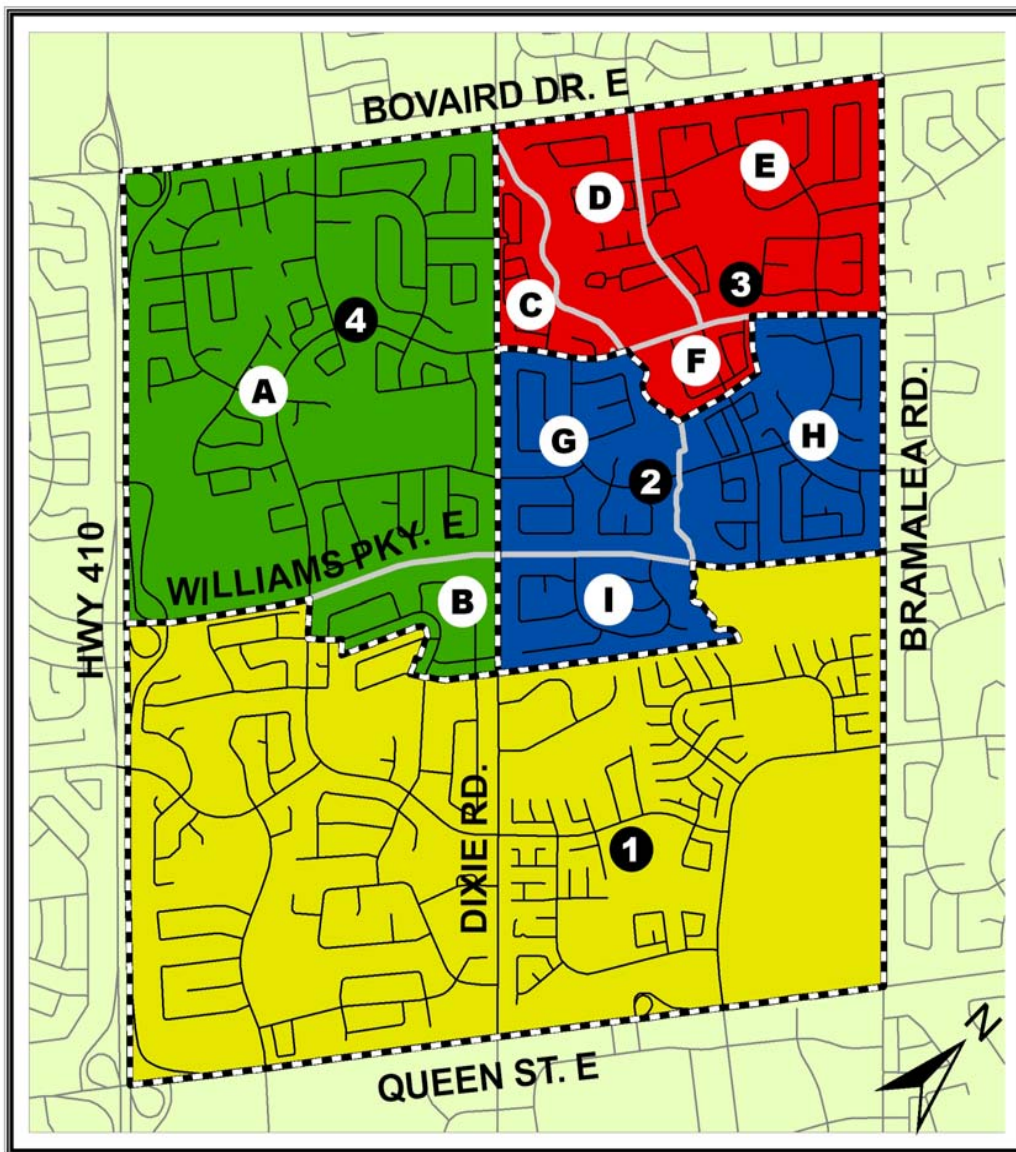 BOVAIRD DR. E
E
D
3
C
4
F
A
G
H
2
BRAMALEA RD.
HWY 410
WILLIAMS PKY. E
B
I
DIXIE RD.
1
N
QUEEN ST. E